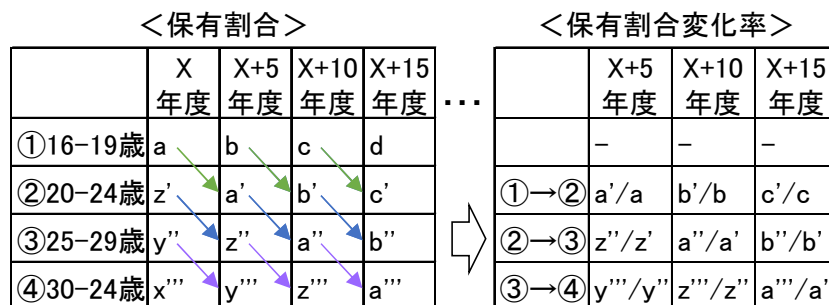 ＜保有割合＞ ＜保有割合変化率＞
X X+5 X+10 X+15 X+5 X+10 X+15
年度 年度 年度 年度 … 年度 年度 年度
①16-19歳 a b c d - - -
②20-24歳 z' a' b' c' ①→② a'/a b'/b c'/c
③25-29歳 y'' z'' a'' b'' ②→③ z''/z' a''/a' b''/b'
④30-24歳 x''' y''' z''' a''' ③→④ y'''/y'' z'''/z'' a'''/a'